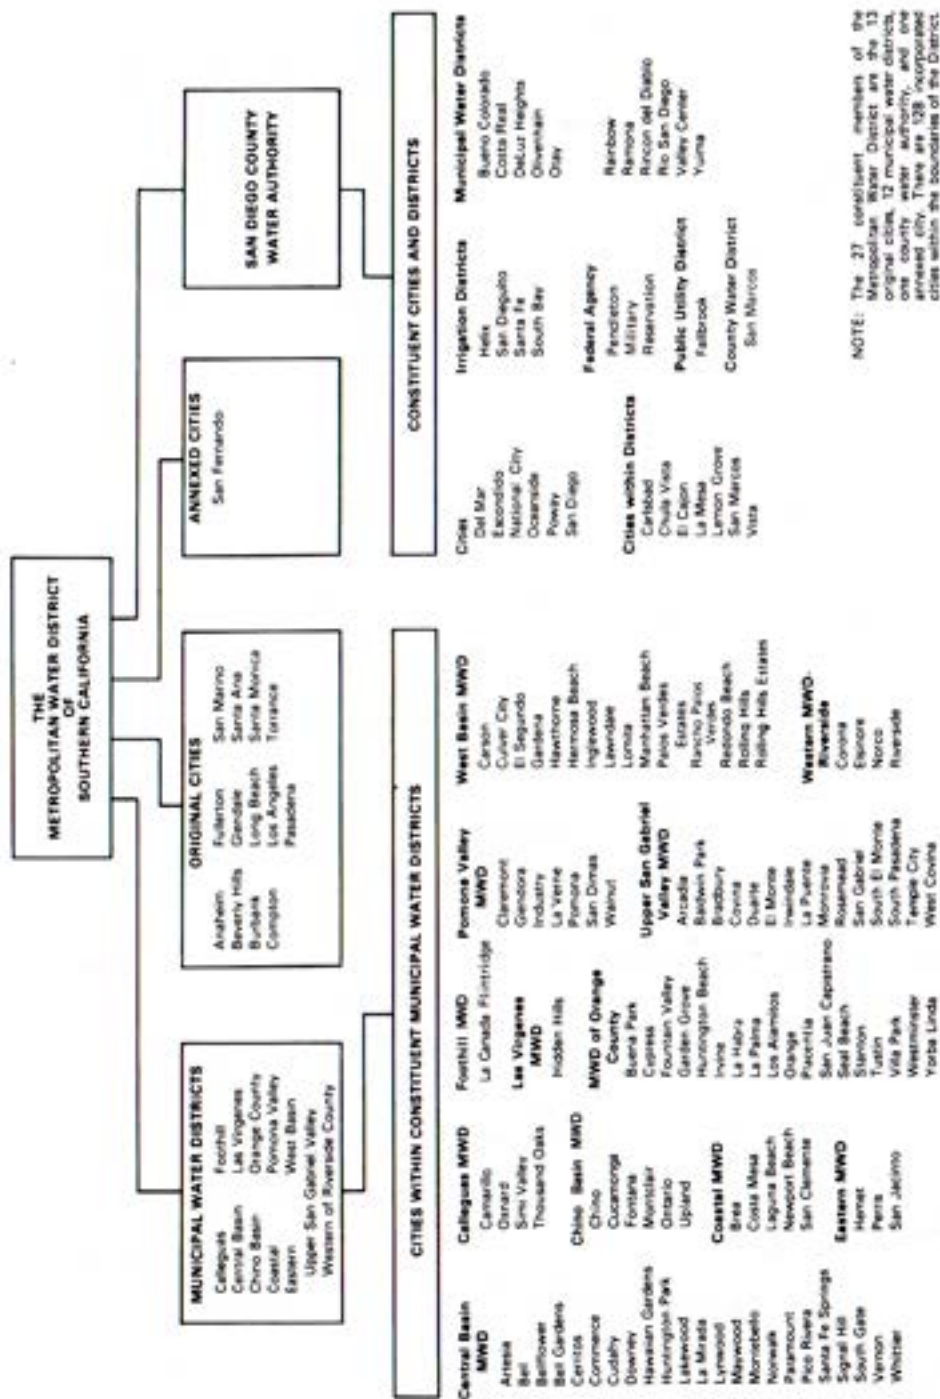 THE
METROPOLITAN WATER DISTRICT
OF
SOUTHERN CALIFORNIA
MUNICIPAL WATER DISTRICTS
Calleguas Foothill
Central Basin Las Virgenes
Chino Basin Orange County
Coastal Pomona Valley
Eastern West Basin
Upper San Gabriel Valley
Western of Riverside County
ORIGINAL CITIES
Anaheim Fullerton San Marino
Beverly Hills Glendale Santa Ana
Burbank Long Beach Santa Monica
Compton Los Angeles Torrance
Pasadena
ANNEXED CITIES
San Fernando
SAN DIEGO COUNTY
WATER AUTHORITY
CITIES WITHIN CONSTITUENT MUNICIPAL WATER DISTRICTS
Central Basin
MWD
Artesia
Bell
Bellflower
Bell Gardens
Cerritos
Commerce
Cudahy
Downey
Hawaiian Gardens
Huntington Park
Lakewood
La Mirada
Lynwood
Maywood
Montebello
Norwalk
Paramount
Pico Rivera
Santa Fe Springs
Signal Hill
South Gate
Vernon
Whittier
Calleguas MWD
Camarillo
Oxnard
Simi Valley
Thousand Oaks
Chino Basin MWD
Chino
Cucamonga
Fontana
Montclair
Ontario
Upland
Coastal MWD
Brea
Costa Mesa
Laguna Beach
Newport Beach
San Clemente
Eastern MWD
Hemet
Perris
San Jacinto
Foothill MWD
La Canada Flintridge
Las Virgenes
MWD
Hidden Hills
MWD of Orange
County
Buena Park
Cypress
Fountain Valley
Garden Grove
Huntington Beach
Irvine
La Habra
La Palma
Los Alamitos
Orange
Placentia
San Juan Capistrano
Seal Beach
Stanton
Tustin
Villa Park
Westminster
Yorba Linda
Pomona Valley
MWD
Claremont
Glendora
Industry
La Verne
Pomona
San Dimas
Walnut
Upper San Gabriel
Valley MWD
Arcadia
Baldwin Park
Bradbury
Covina
Duarte
El Monte
Irwindale
La Puente
Monrovia
Rosemead
San Gabriel
South El Monte
South Pasadena
Temple City
West Covina
West Basin MWD
Carson
Culver City
El Segundo
Gardena
Hawthorne
Hermosa Beach
Inglewood
Lawndale
Lomita
Manhattan Beach
Palos Verdes
Estates
Rancho Palos
Verdes
Redondo Beach
Rolling Hills
Rolling Hills Estates
Western MWD-
Riverside
Corona
Elsinore
Norco
Riverside
CONSTITUENT CITIES AND DISTRICTS
Cities
Del Mar
Escondido
National City
Oceanside
Poway
San Diego
Cities within Districts
Carlsbad
Chula Vista
El Cajon
La Mesa
Lemon Grove
San Marcos
Vista
Irrigation Districts
Helix
San Dieguito
Santa Fe
South Bay
Federal Agency
Pendleton
Military
Reservation
Public Utility District
Fallbrook
County Water District
San Marcos
Municipal Water Districts
Bueno Colorado
Costa Real
DeLuz Heights
Olivenhain
Otay
Rainbow
Ramona
Rincon del Diablo
Rio San Diego
Valley Center
Yuma
NOTE: The 27 constituent members of the
Metropolitan Water District are the 13
original cities, 12 municipal water districts,
one county water authority, and one
annexed city. There are 128 incorporated
cities within the boundaries of the District.